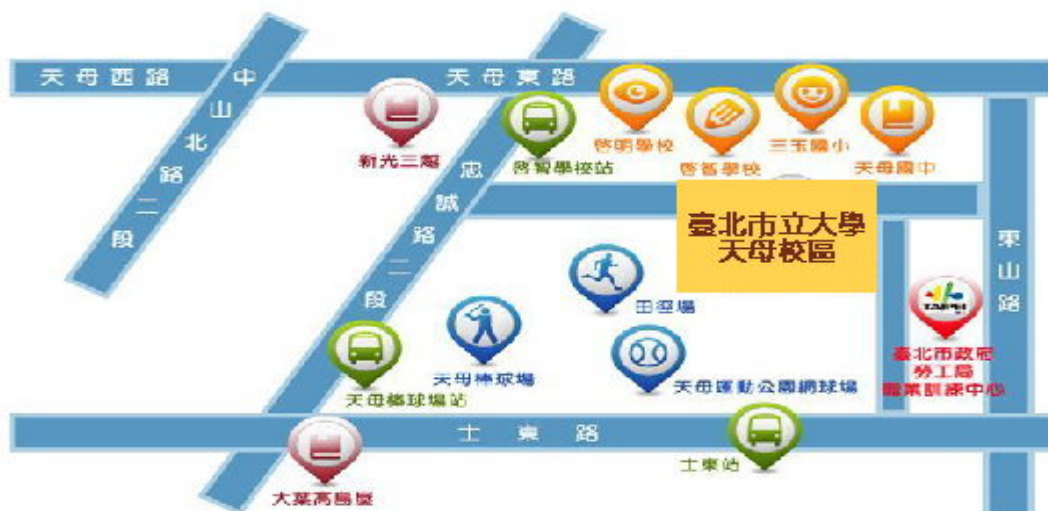 天母西路
中山北路二段
天母東路
新光三越
啓智學校站
啓明學校
啓智學校
三玉國小
天母國中
忠誠路二段
臺北市立大學
天母校區
東山路
田徑場
TAIPEI
臺北市政府
勞工局
職業訓練中心
天母棒球場
天母運動公園網球場
天母棒球場站
士東路
士東站
大葉高島屋